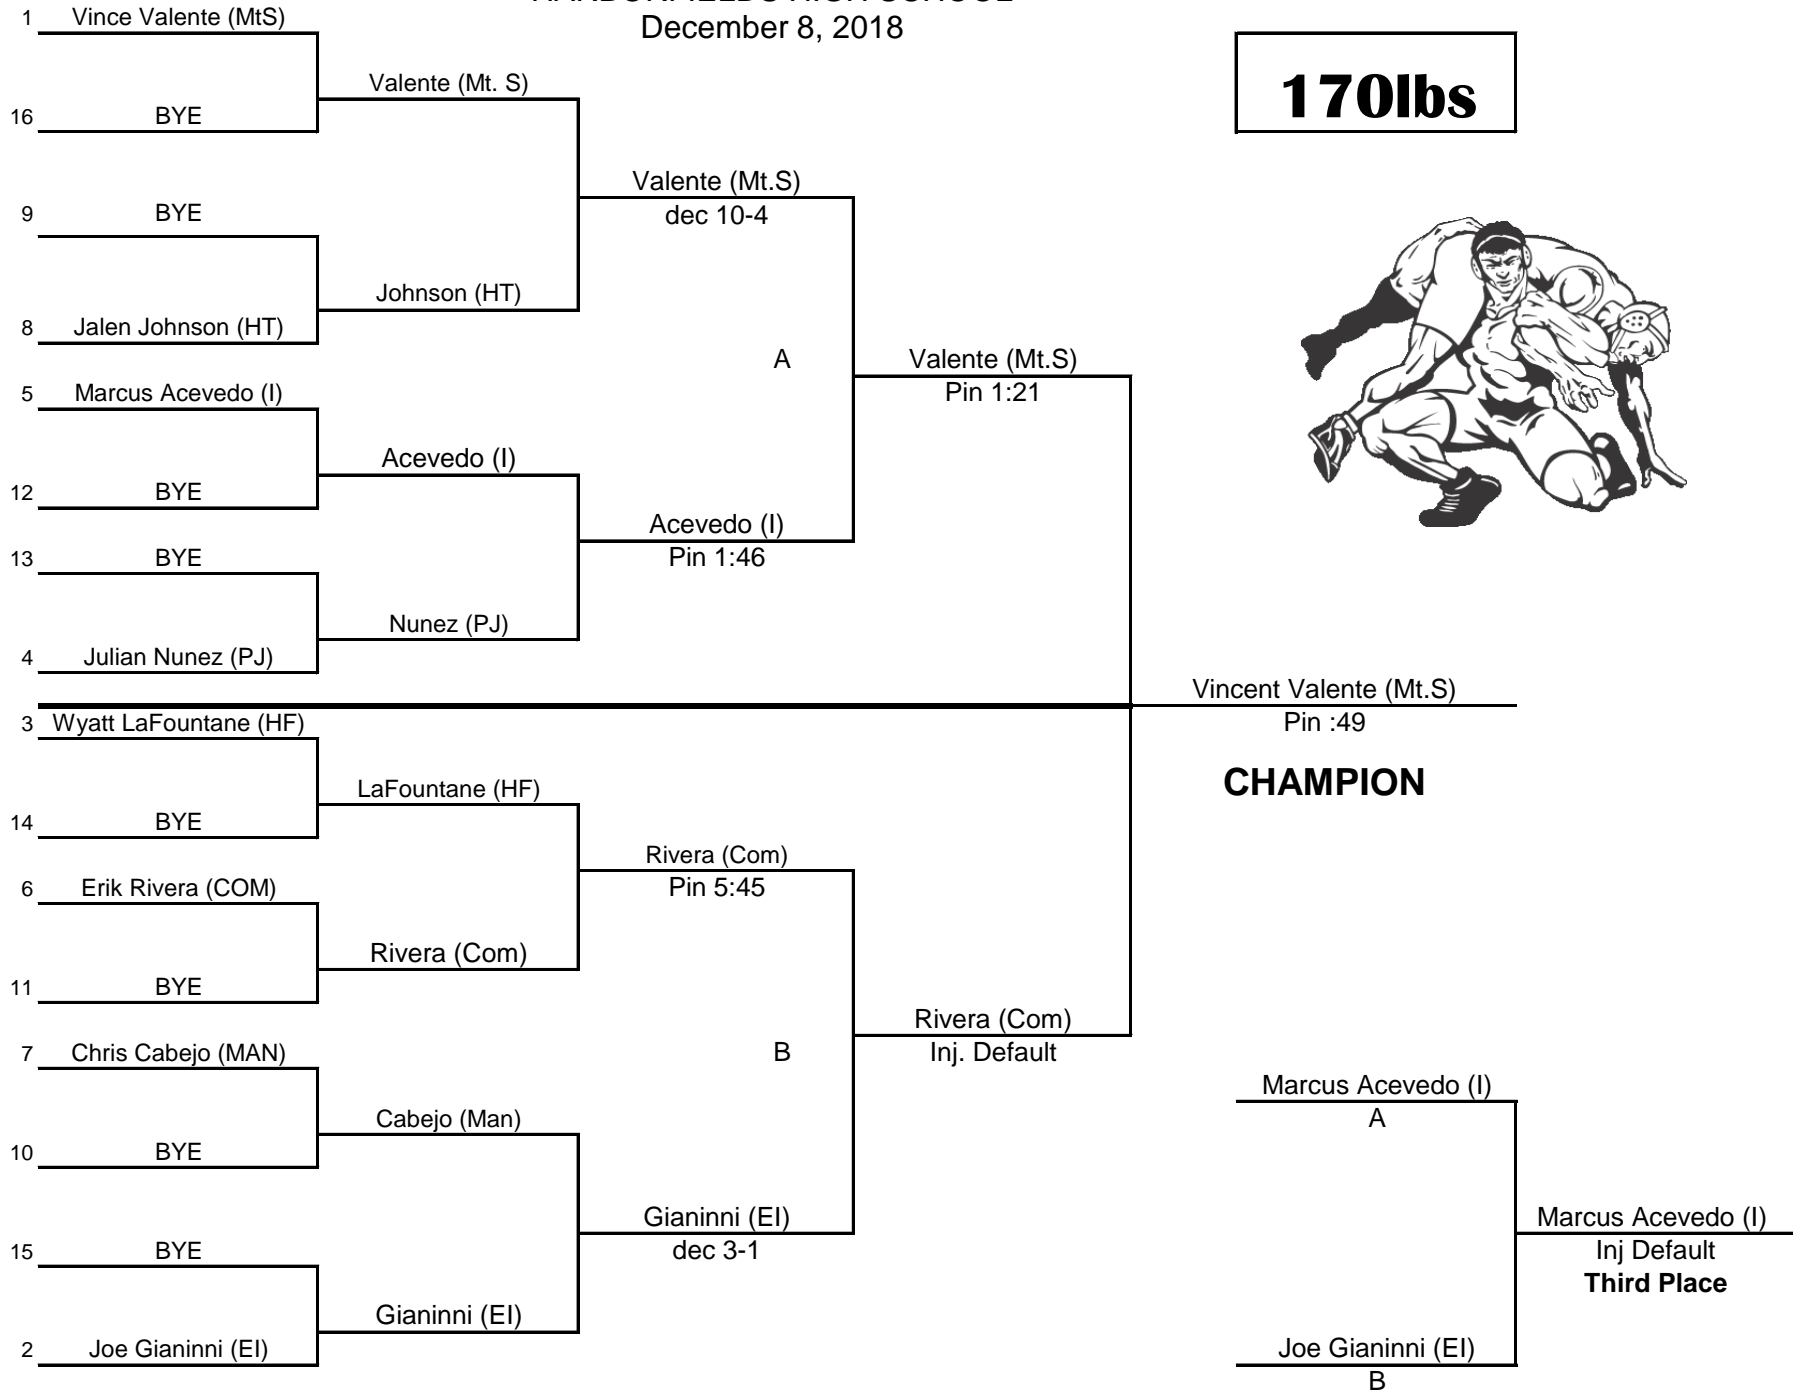 December 8, 2018
170lbs
1 Vince Valente (MtS)
Valente (Mt. S)
16 BYE
Valente (Mt.S)
dec 10-4
9 BYE
Johnson (HT)
8 Jalen Johnson (HT)
A
Valente (Mt.S)
Pin 1:21
5 Marcus Acevedo (I)
Acevedo (I)
12 BYE
Acevedo (I)
Pin 1:46
13 BYE
Nunez (PJ)
4 Julian Nunez (PJ)
Vincent Valente (Mt.S)
Pin :49
CHAMPION
3 Wyatt LaFountane (HF)
LaFountane (HF)
14 BYE
Rivera (Com)
Pin 5:45
6 Erik Rivera (COM)
Rivera (Com)
11 BYE
Rivera (Com)
Inj. Default
B
7 Chris Cabejo (MAN)
Cabejo (Man)
10 BYE
Gianinni (EI)
dec 3-1
15 BYE
Gianinni (EI)
2 Joe Gianinni (EI)
Marcus Acevedo (I)
A
Marcus Acevedo (I)
Inj Default
Third Place
Joe Gianinni (EI)
B